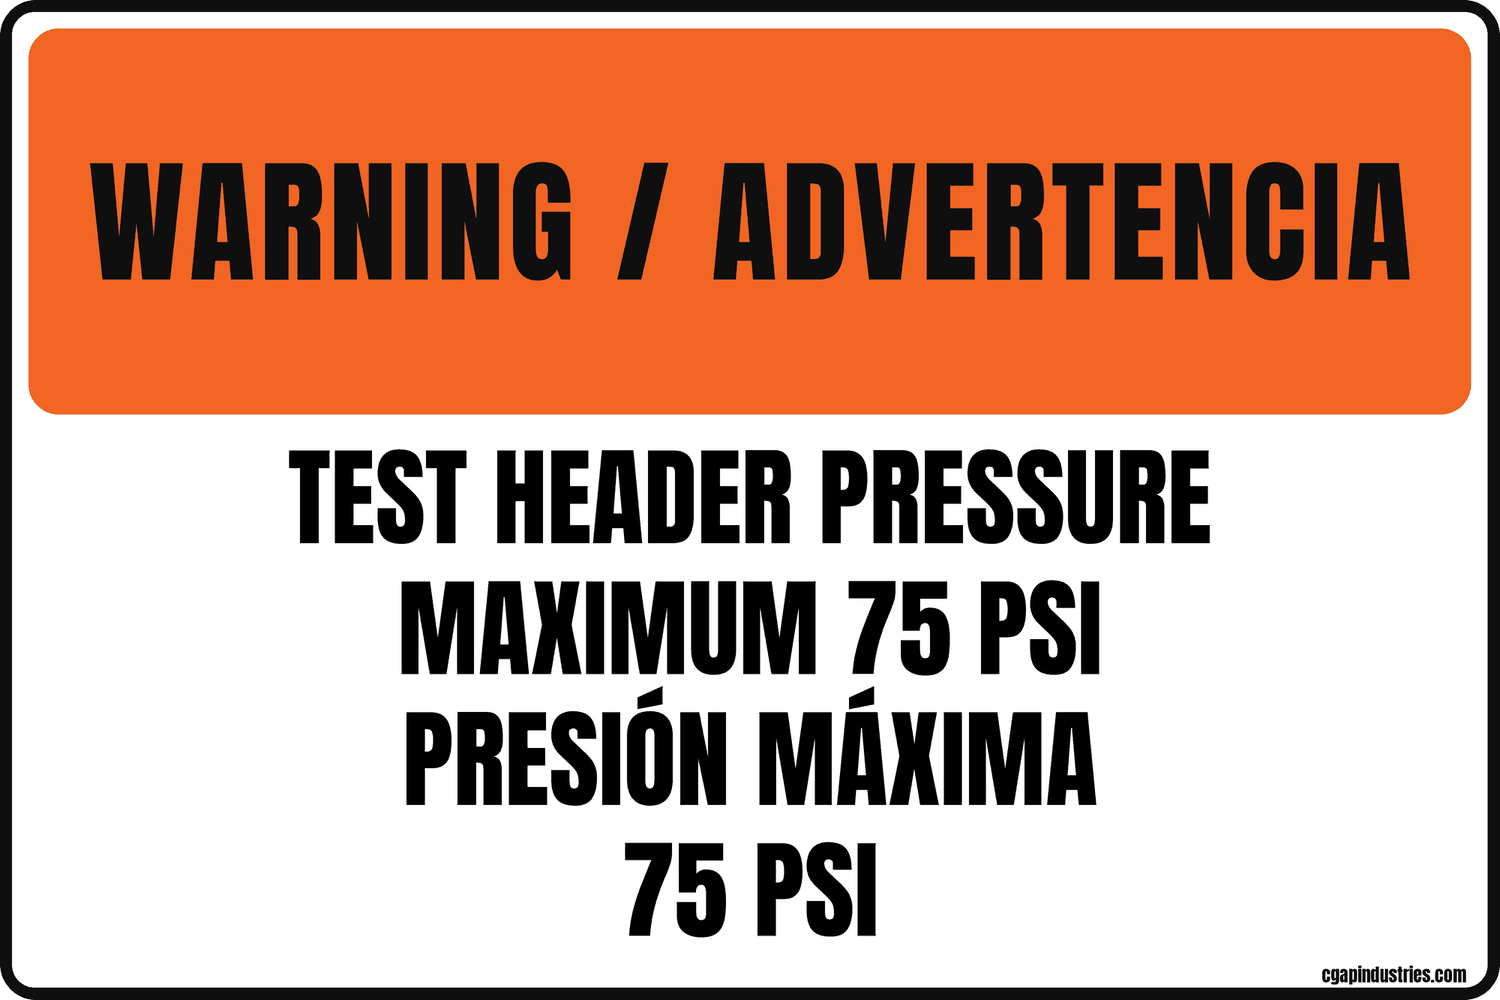 WARNING / ADVERTENCIA
TEST HEADER PRESSURE
MAXIMUM 75 PSI
PRESIÓN MÁXIMA
75 PSI
cgapindustries.com